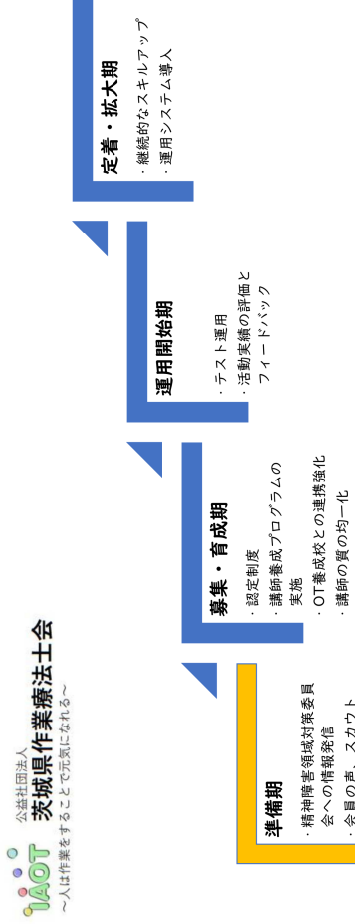 IAOT
公益社団法人
茨城県作業療法士会
～人は作業をすることで元気になれる～
準備期
・精神障害領域対策委員
会への情報発信
・会員の声、スカウト
募集・育成期
・認定制度
・講師養成プログラムの
実施
・OT養成校との連携強化
・講師の質の均一化
運用開始期
・テスト運用
・活動実績の評価と
フィードバック
定着・拡大期
・継続的なスキルアップ
・運用システム導入